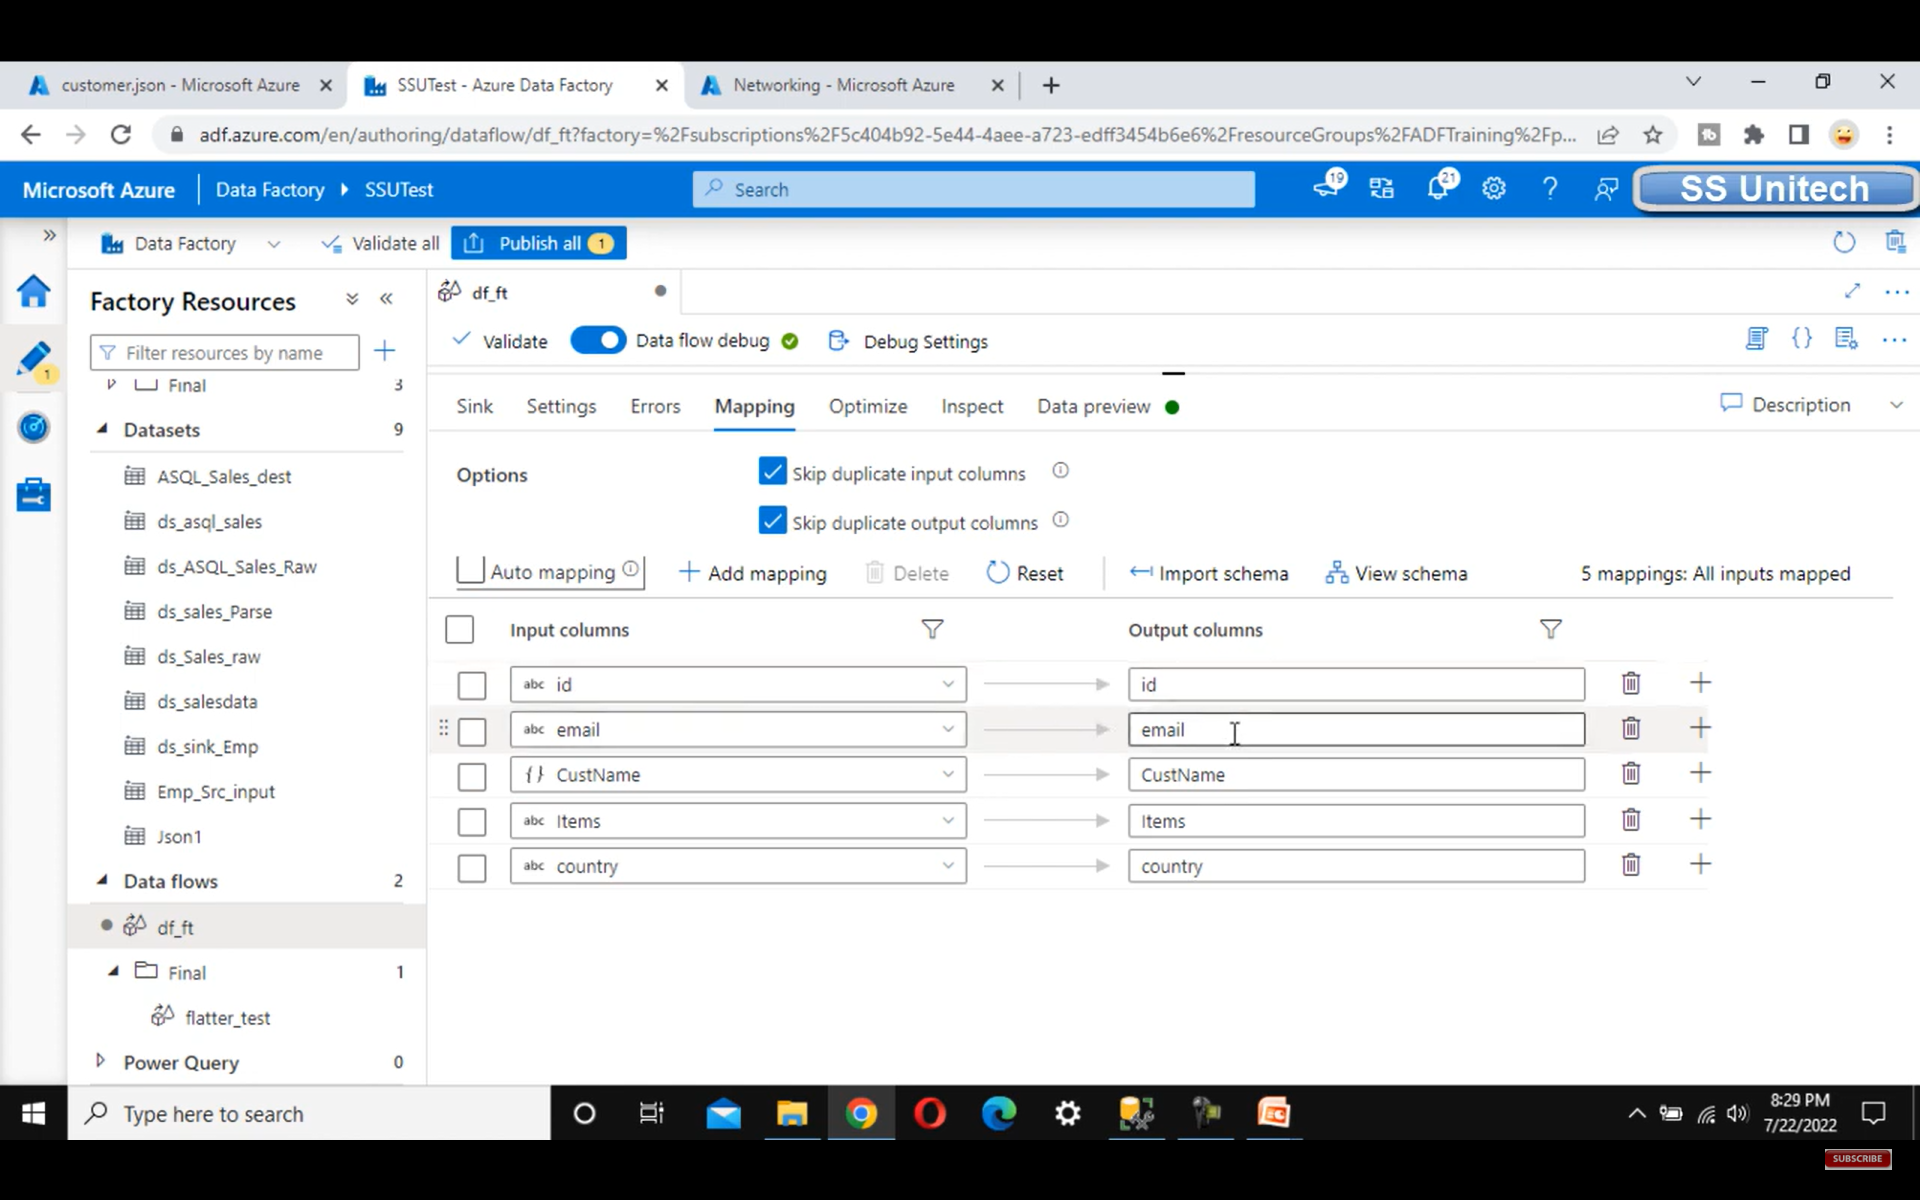 customer.json - Microsoft Azure
SSUTest - Azure Data Factory
Networking - Microsoft Azure
adf.azure.com/en/authoring/dataflow/df_ft?factory=%2Fsubscriptions%2F5c404b92-5e44-4aee-a723-edff3454b6e6%2FresourceGroups%2FADFTraining%2Fp...
Microsoft Azure
Data Factory
SSUTest
Search
19
21
SS Unitech
Data Factory
Validate all
Publish all 1
Factory Resources
Filter resources by name
1
Final 3
Datasets 9
ASQL_Sales_dest
ds_asql_sales
ds_ASQL_Sales_Raw
ds_sales_Parse
ds_Sales_raw
ds_salesdata
ds_sink_Emp
Emp_Src_input
Json1
Data flows 2
df_ft
Final 1
flatter_test
Power Query 0
df_ft
Validate
Data flow debug
Debug Settings
Sink Settings Errors Mapping Optimize Inspect Data preview
Description
Options
Skip duplicate input columns
Skip duplicate output columns
Auto mapping
Add mapping
Delete
Reset
Import schema
View schema
5 mappings: All inputs mapped
Input columns Output columns
abc id id
abc email email
{ } CustName CustName
abc Items Items
abc country country
Type here to search
8:29 PM
7/22/2022
SUBSCRIBE